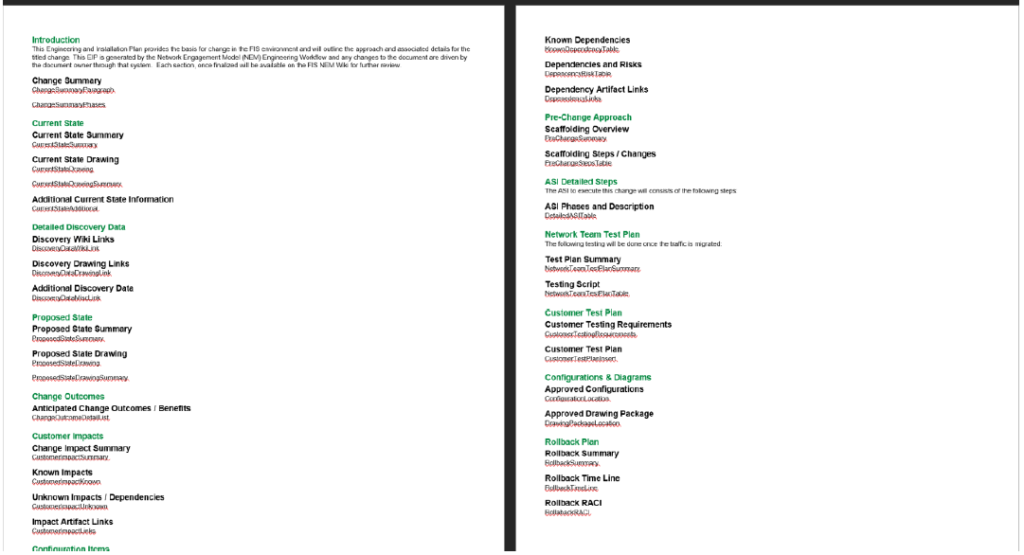 Introduction
This Engineering and Installation Plan provides the basis for change in the FIS environment and will outline the approach and associated details for the
titled change. This EIP is generated by the Network Engagement Model (NEM) Engineering Workflow and any changes to the document are driven by
the document owner through that system. Each section, once finalized will be available on the FIS NEM Wiki for further review.
Change Summary
ChangeSummaryParagraph
ChangeSummaryPhases
Current State
Current State Summary
CurrentStateSummary
Current State Drawing
CurrentStateDrawing
CurrentStateDrawingSummary
Additional Current State Information
CurrentStateAdditional
Detailed Discovery Data
Discovery Wiki Links
DiscoveryDataWikiLink
Discovery Drawing Links
DiscoveryDataDrawingLink
Additional Discovery Data
DiscoveryDataMiscLink
Proposed State
Proposed State Summary
ProposedStateSummary
Proposed State Drawing
ProposedStateDrawing
ProposedStateDrawingSummary
Change Outcomes
Anticipated Change Outcomes / Benefits
ChangeOutcomeDetailList
Customer Impacts
Change Impact Summary
CustomerImpactSummary
Known Impacts
CustomerImpactKnown
Unknown Impacts / Dependencies
CustomerImpactUnknown
Impact Artifact Links
CustomerImpactLinks
Configuration Items
Known Dependencies
KnownDependencyTable
Dependencies and Risks
DependencyRiskTable
Dependency Artifact Links
DependencyLinks
Pre-Change Approach
Scaffolding Overview
PreChangeSummary
Scaffolding Steps / Changes
PreChangeStepsTable
ASI Detailed Steps
The ASI to execute this change will consists of the following steps:
ASI Phases and Description
DetailedASITable
Network Team Test Plan
The following testing will be done once the traffic is migrated:
Test Plan Summary
NetworkTeamTestPlanSummary
Testing Script
NetworkTeamTestPlanTable
Customer Test Plan
Customer Testing Requirements
CustomerTestingRequirements
Customer Test Plan
CustomerTestPlanInsert
Configurations & Diagrams
Approved Configurations
ConfigurationLocation
Approved Drawing Package
DrawingPackageLocation
Rollback Plan
Rollback Summary
RollbackSummary
Rollback Time Line
RollbackTimeLine
Rollback RACI